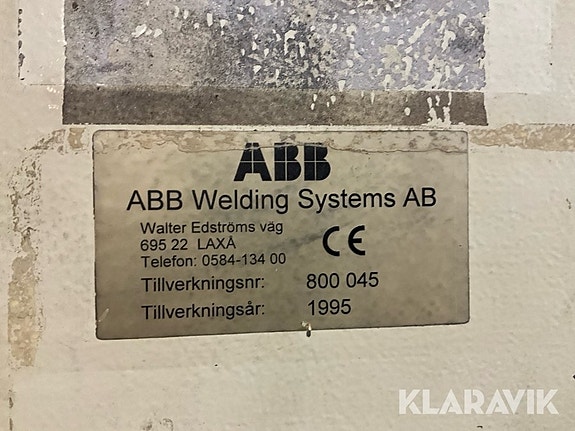 ABB
ABB Welding Systems AB
Walter Edströms väg
695 22 LAXÅ
Telefon: 0584-134 00
CE
Tillverkningsnr: 800 045
Tillverkningsår: 1995
KLARAVIK